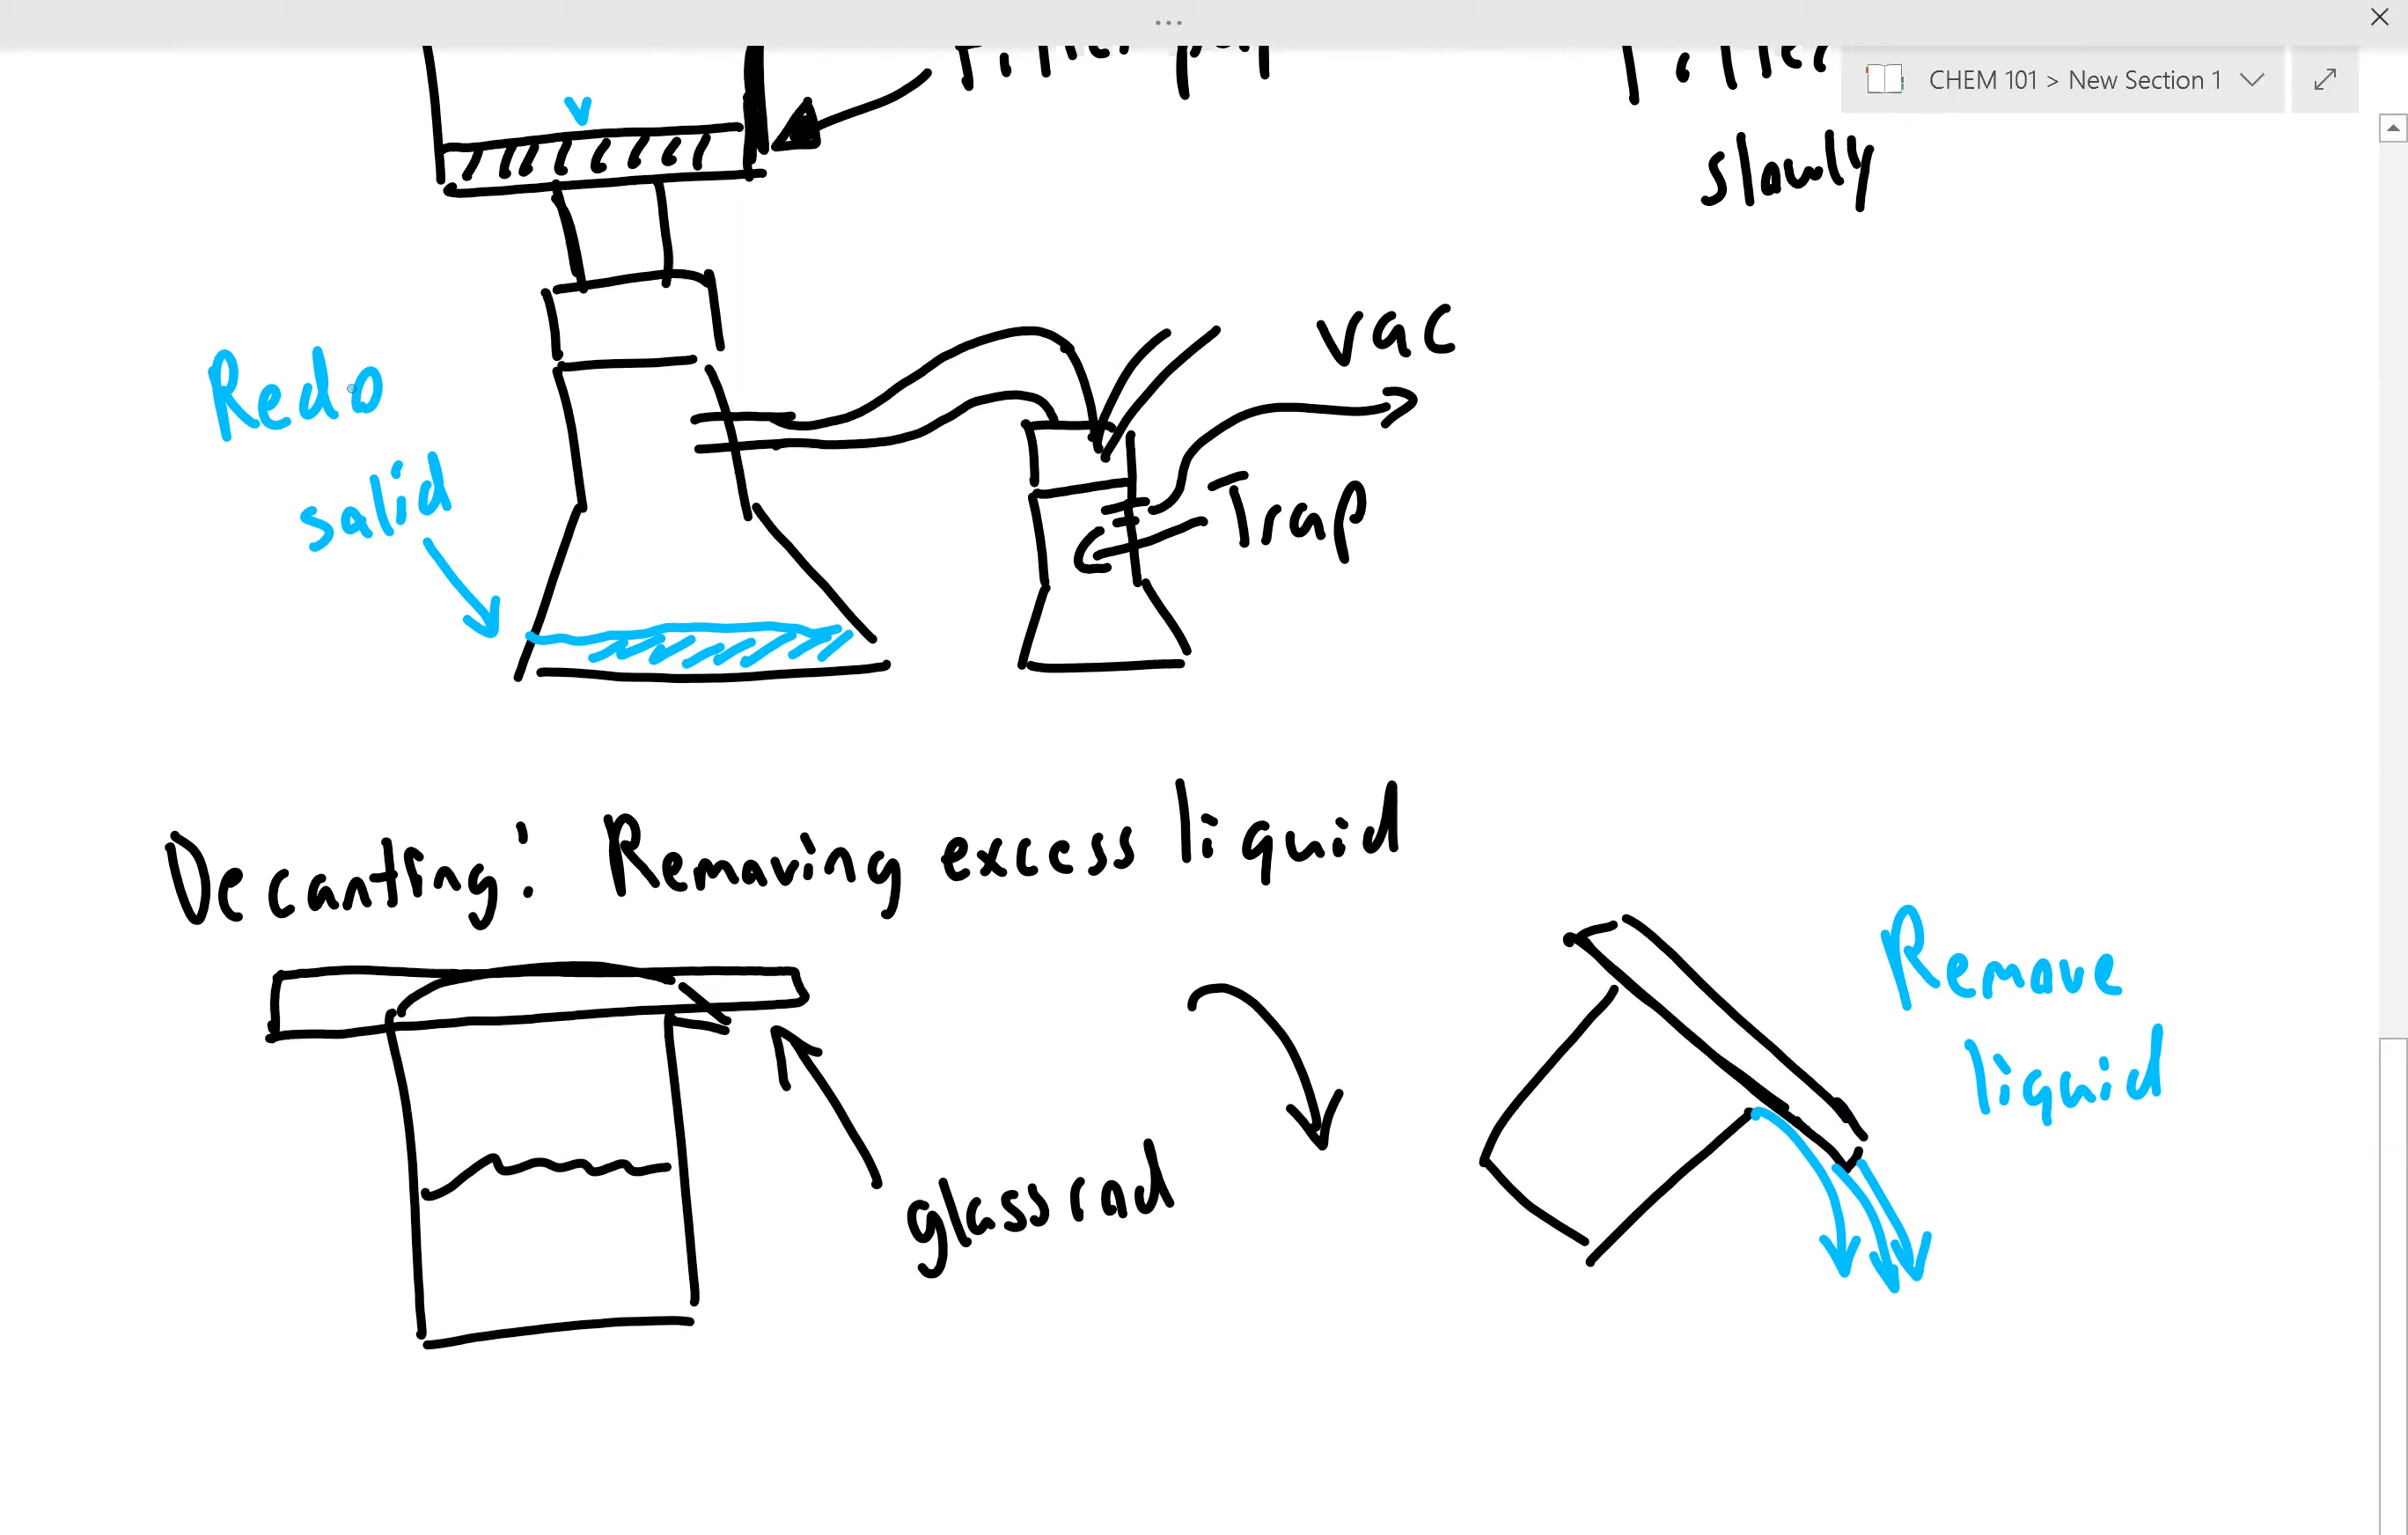 CHEM 101 > New Section 1
slowly
vac
Redo
solid
Trap
Decanting: Removing excess liquid
Remove
liquid
glass rod